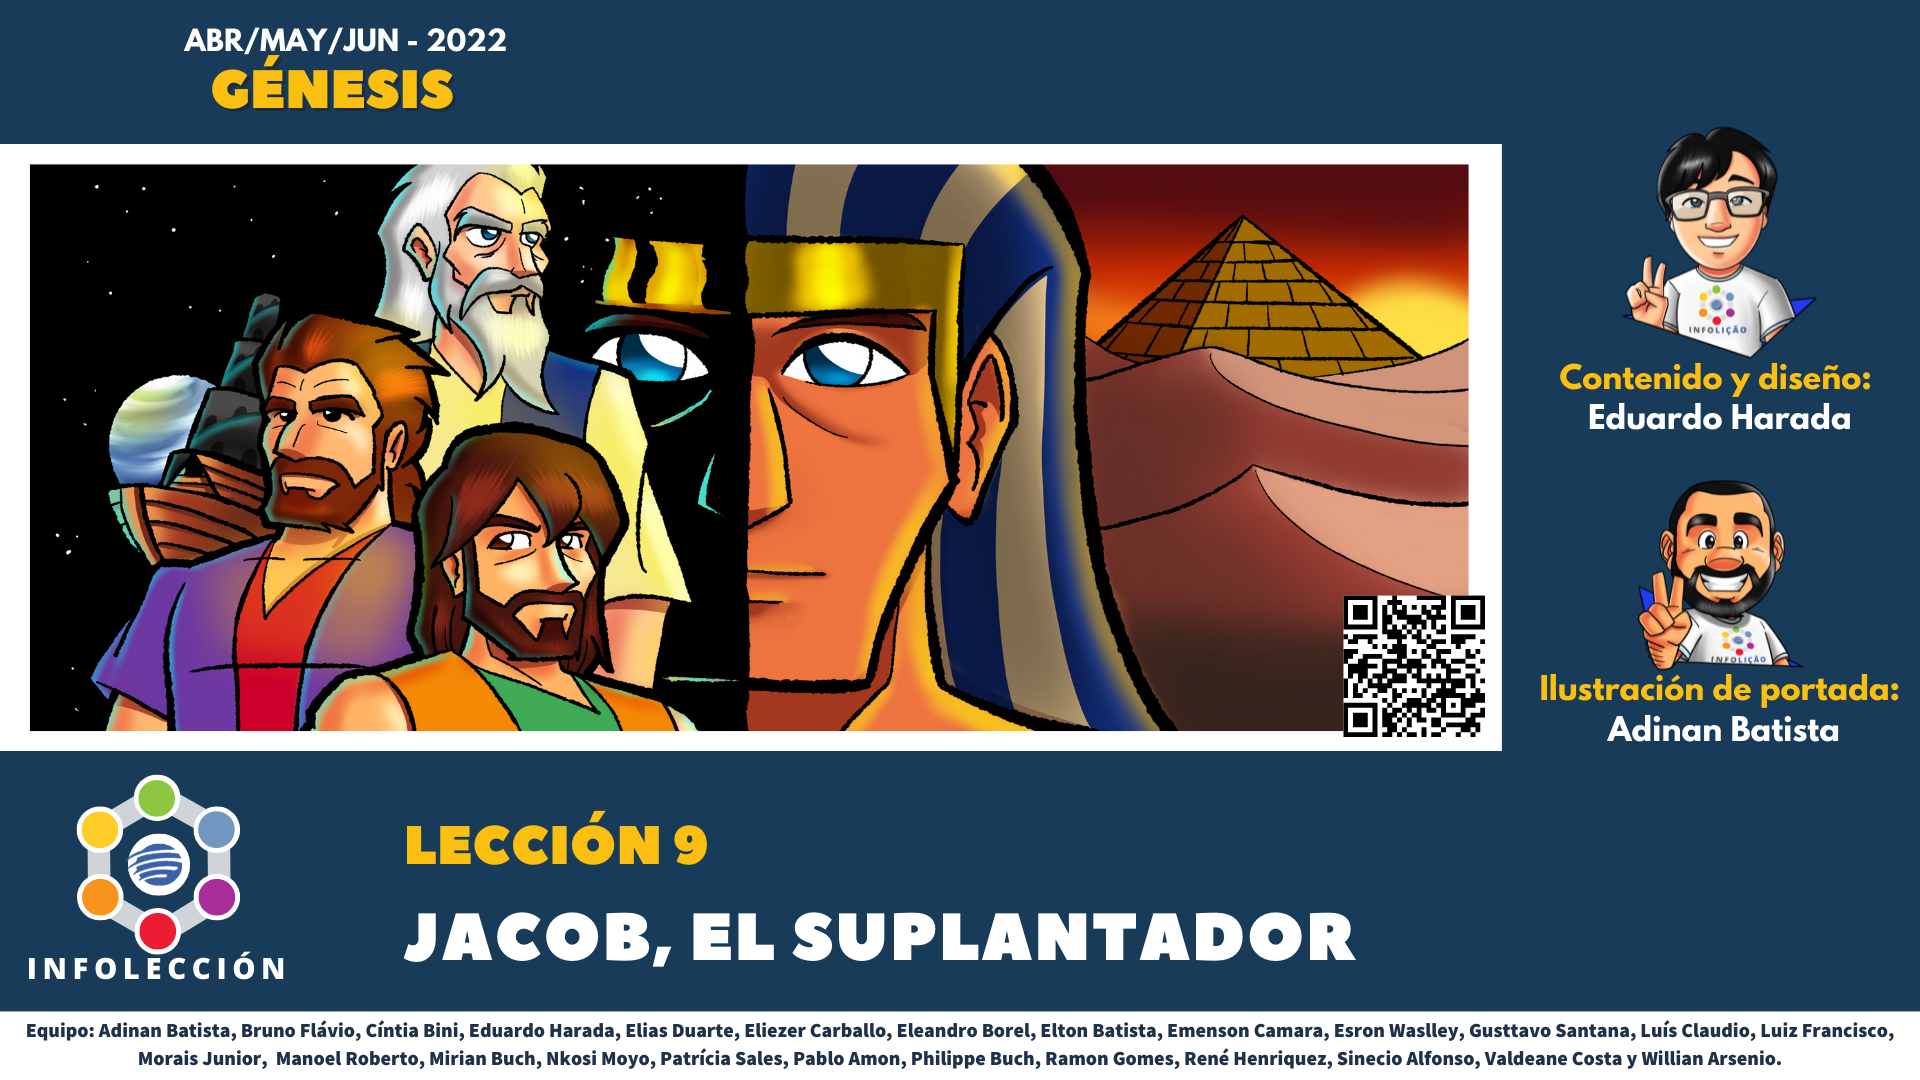 ABR/MAY/JUN - 2022
GÉNESIS
INFOLIÇÃO
Contenido y diseño:
Eduardo Harada
INFOLIÇÃO
Ilustración de portada:
Adinan Batista
INFOLECCIÓN
LECCIÓN 9
JACOB, EL SUPLANTADOR
Equipo: Adinan Batista, Bruno Flávio, Cíntia Bini, Eduardo Harada, Elias Duarte, Eliezer Carballo, Eleandro Borel, Elton Batista, Emenson Camara, Esron Waslley, Gusttavo Santana, Luís Claudio, Luiz Francisco,
Morais Junior, Manoel Roberto, Mirian Buch, Nkosi Moyo, Patrícia Sales, Pablo Amon, Philippe Buch, Ramon Gomes, René Henriquez, Sinecio Alfonso, Valdeane Costa y Willian Arsenio.